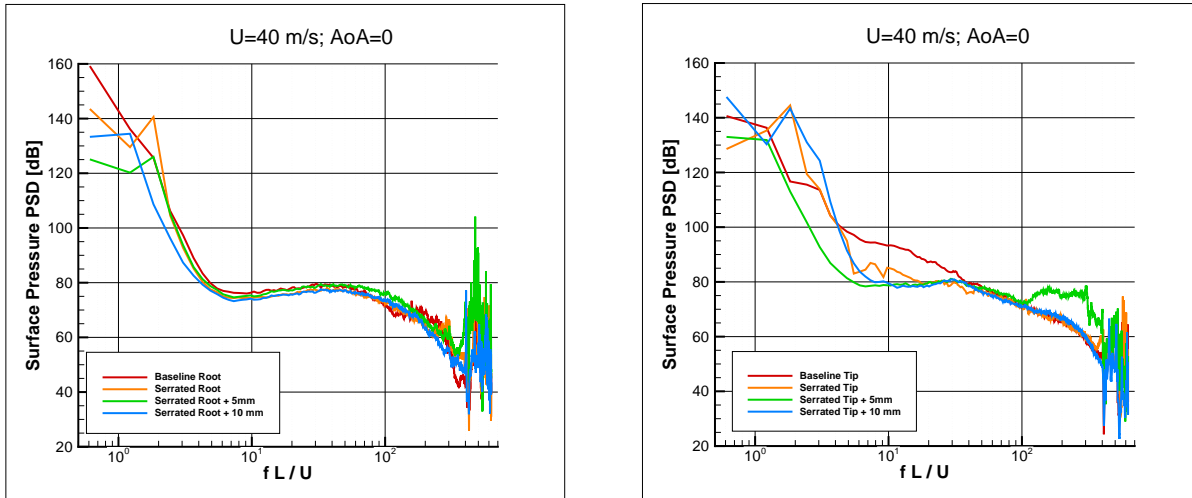 U=40 m/s; AoA=0
Surface Pressure PSD [dB]
160
140
120
100
80
60
40
20
Baseline Root
Serrated Root
Serrated Root + 5mm
Serrated Root + 10 mm
10^0
10^1
10^2
f L / U
U=40 m/s; AoA=0
Surface Pressure PSD [dB]
160
140
120
100
80
60
40
20
Baseline Tip
Serrated Tip
Serrated Tip + 5mm
Serrated Tip + 10 mm
10^0
10^1
10^2
f L / U